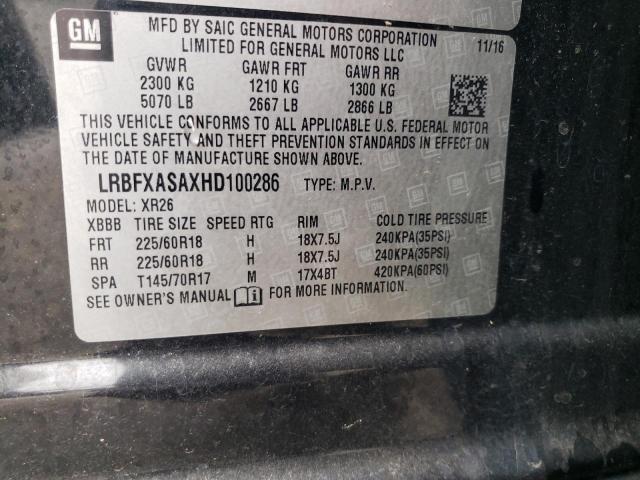 GM
MFD BY SAIC GENERAL MOTORS CORPORATION
LIMITED FOR GENERAL MOTORS LLC
11/16
GVWR GAWR FRT GAWR RR
2300 KG 1210 KG 1300 KG
5070 LB 2667 LB 2866 LB
THIS VEHICLE CONFORMS TO ALL APPLICABLE U.S. FEDERAL MOTOR
VEHICLE SAFETY AND THEFT PREVENTION STANDARDS IN EFFECT ON
THE DATE OF MANUFACTURE SHOWN ABOVE.
LRBFXASAXHD100286 TYPE: M.P.V.
MODEL: XR26
XBBB TIRE SIZE SPEED RTG RIM COLD TIRE PRESSURE
FRT 225/60R18 H 18X7.5J 240KPA(35PSI)
RR 225/60R18 H 18X7.5J 240KPA(35PSI)
SPA T145/70R17 M 17X4BT 420KPA(60PSI)
SEE OWNER'S MANUAL FOR MORE INFORMATION.